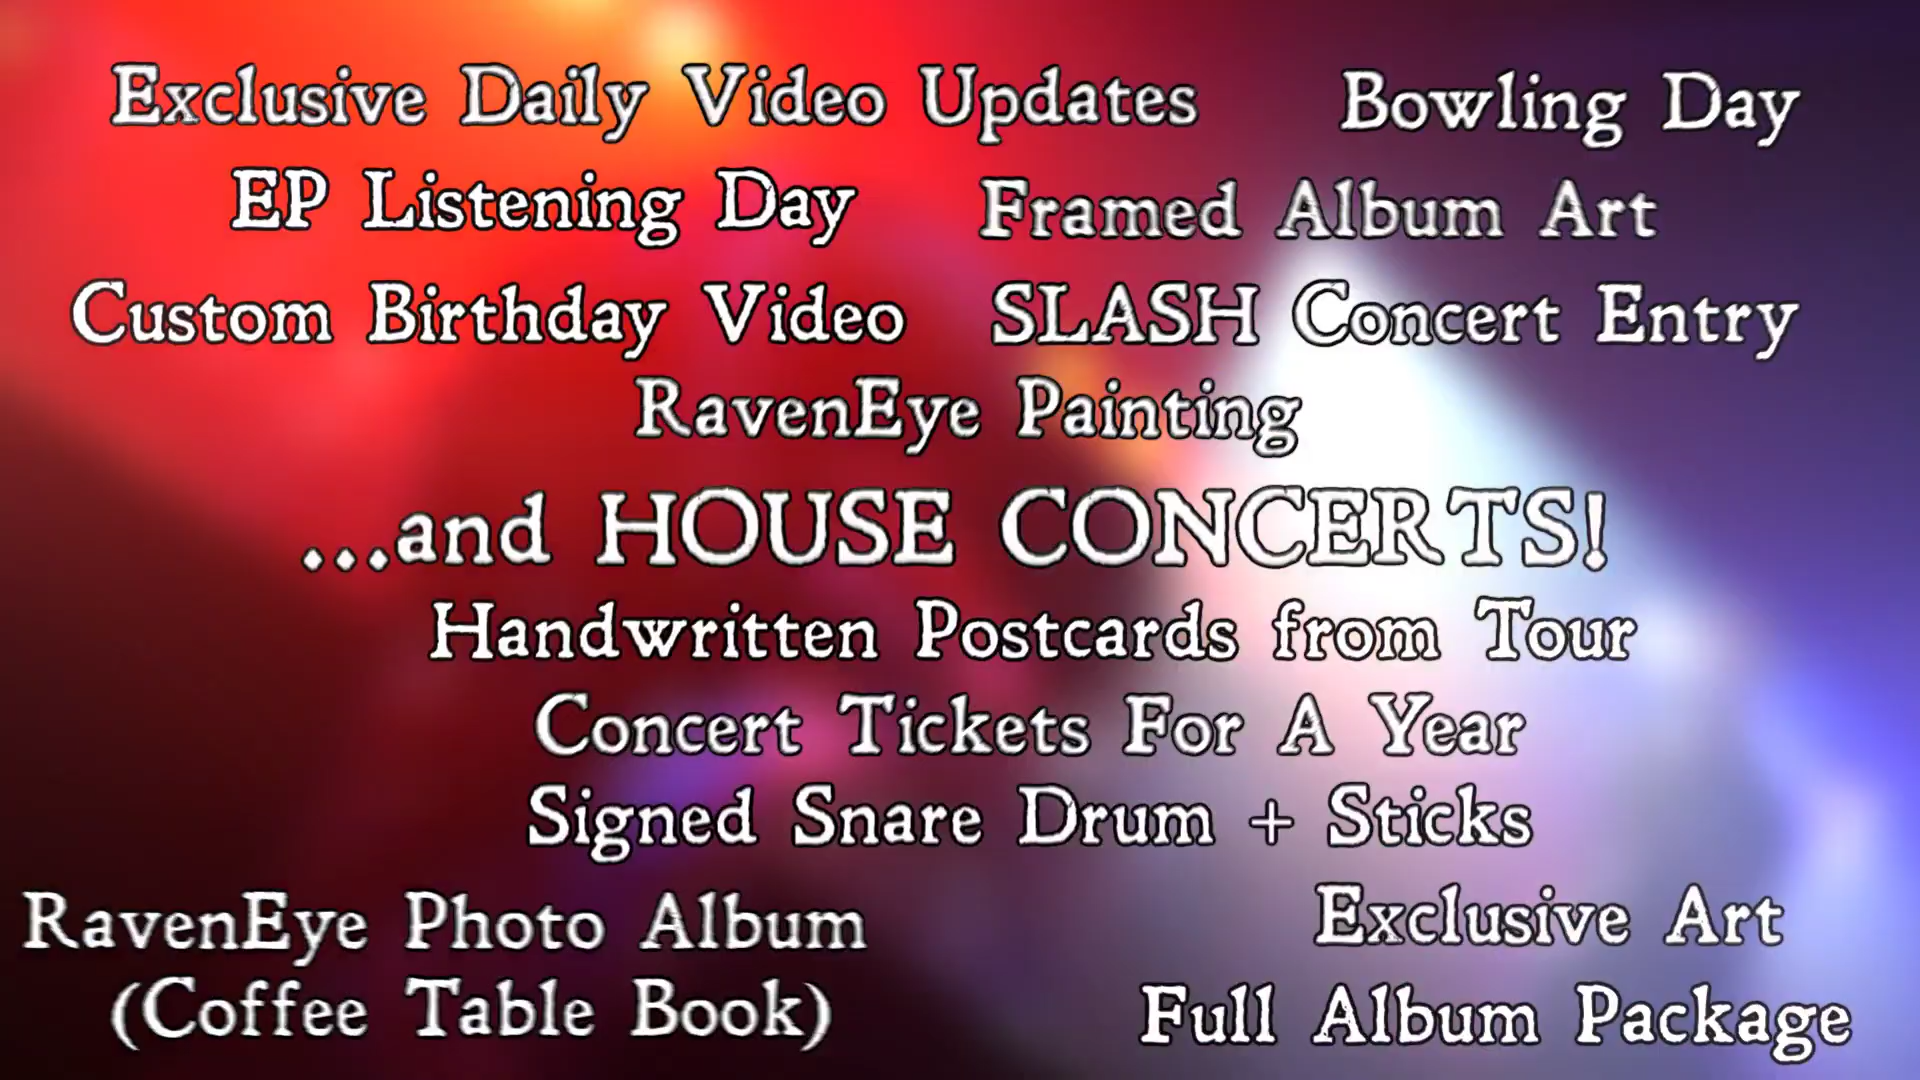 Exclusive Daily Video Updates
Bowling Day
EP Listening Day
Framed Album Art
Custom Birthday Video
SLASH Concert Entry
RavenEye Painting
...and HOUSE CONCERTS!
Handwritten Postcards from Tour
Concert Tickets For A Year
Signed Snare Drum + Sticks
RavenEye Photo Album
(Coffee Table Book)
Exclusive Art
Full Album Package